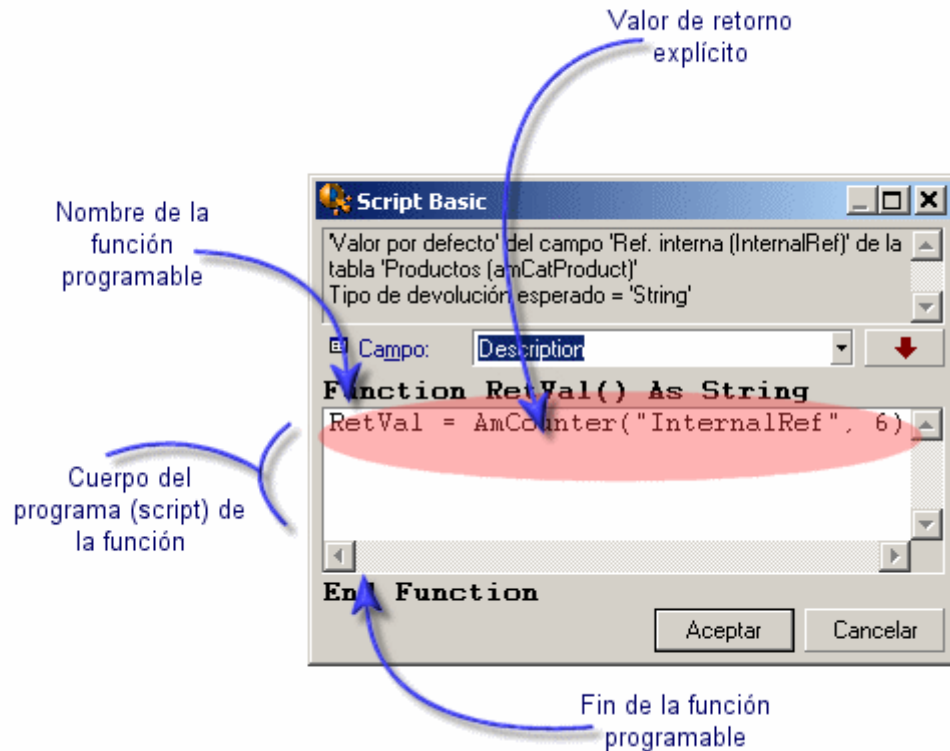 Valor de retorno
explícito
Nombre de la
función
programable
Script Basic
'Valor por defecto' del campo 'Ref. interna (InternalRef)' de la
tabla 'Productos (amCatProduct)'
Tipo de devolución esperado = 'String'
Campo:
Description
Function RetVal() As String
RetVal = AmCounter("InternalRef", 6)
Cuerpo del
programa (script) de
la función
End Function
Aceptar
Cancelar
Fin de la función
programable